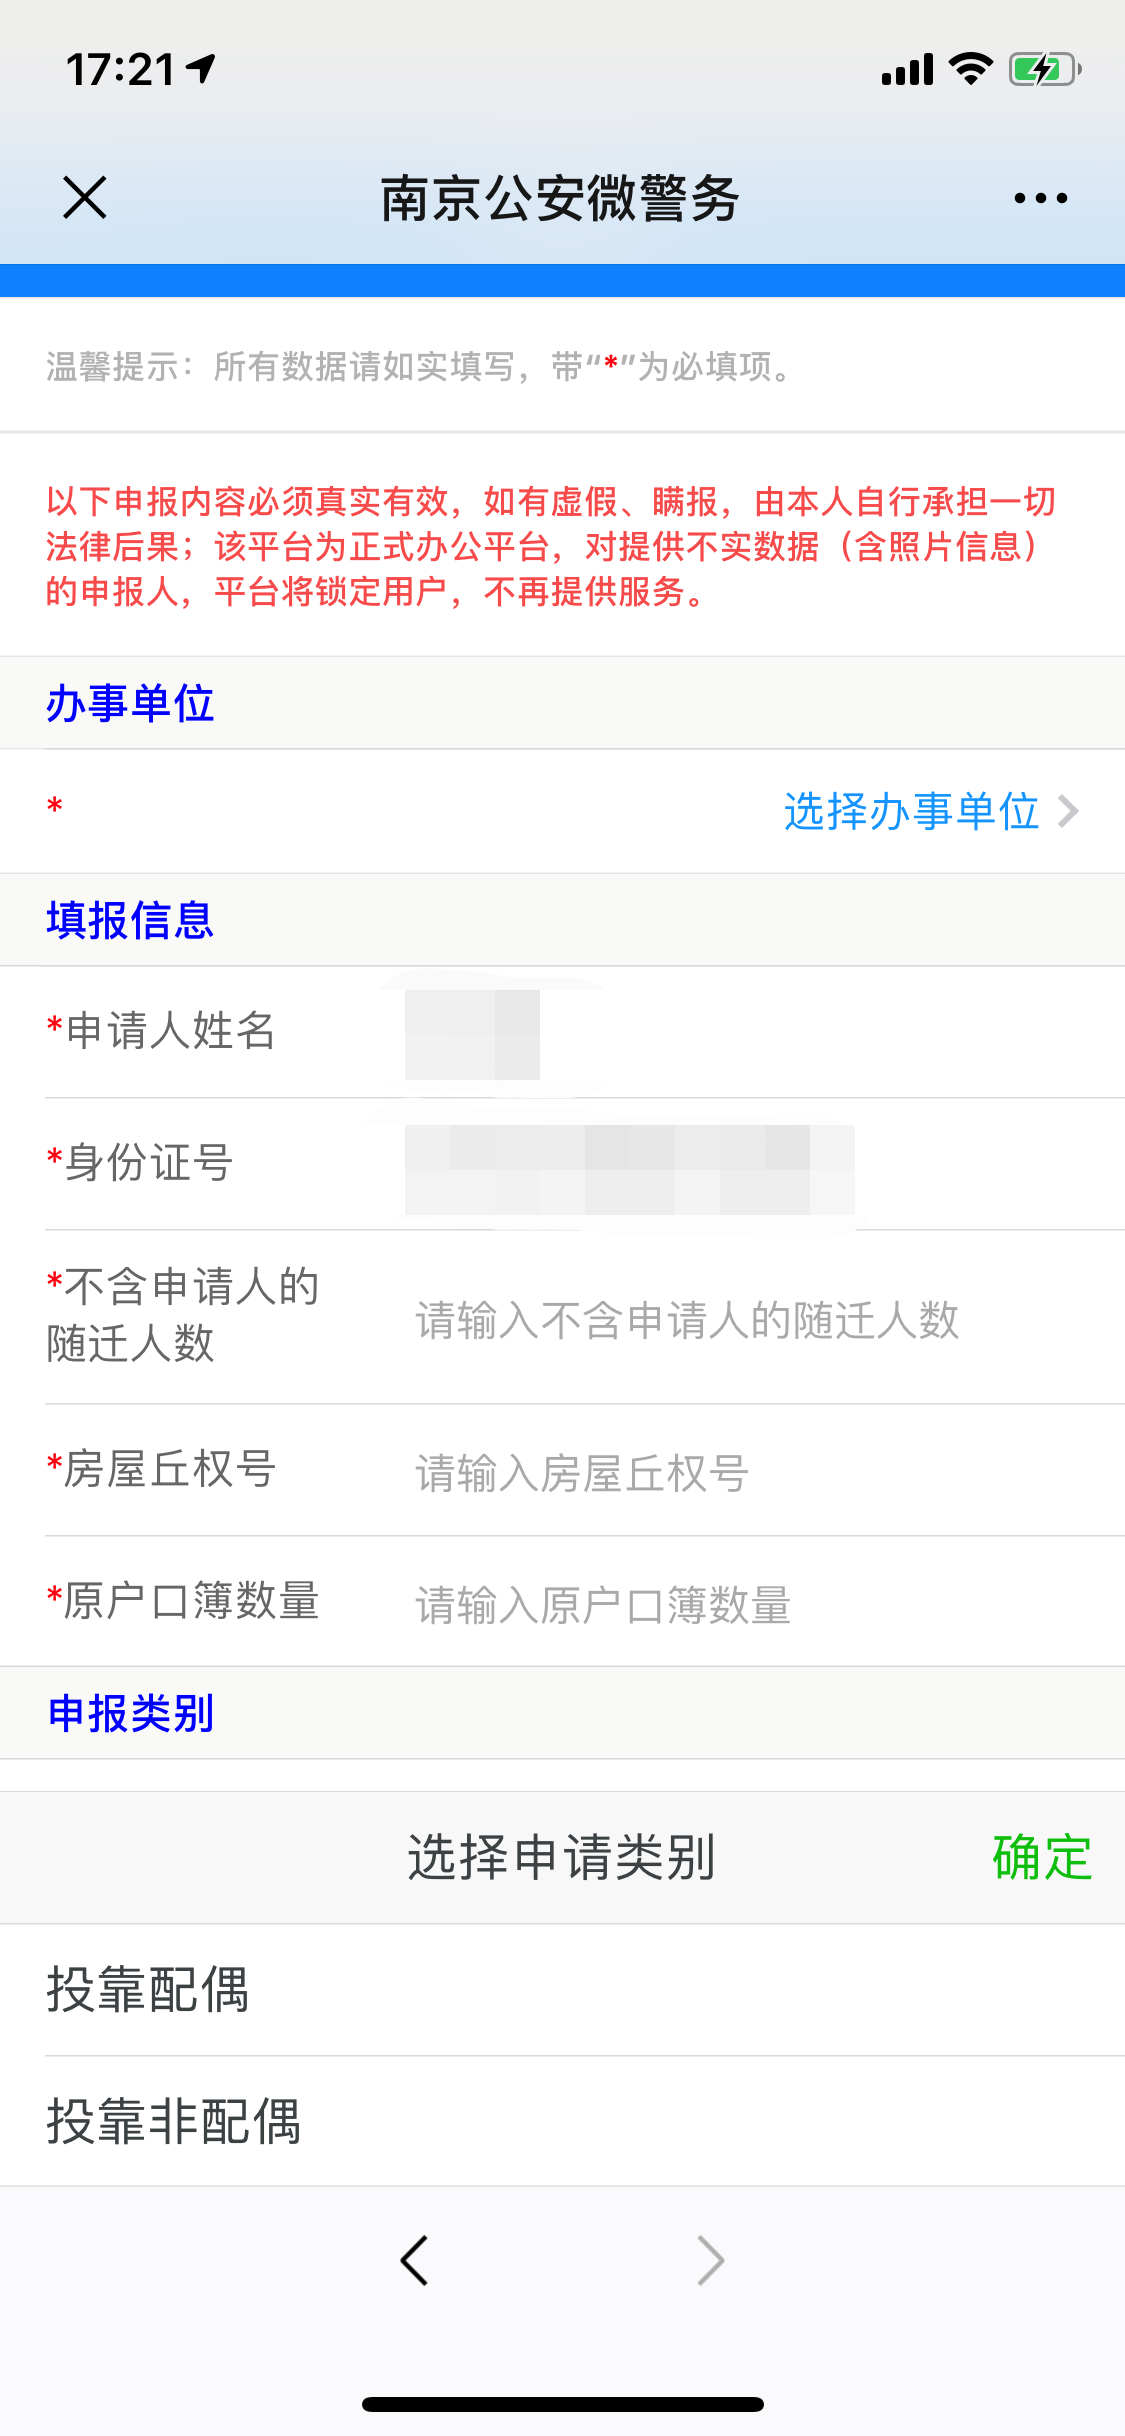 17:21
南京公安微警务
温馨提示：所有数据请如实填写，带“*”为必填项。
以下申报内容必须真实有效，如有虚假、瞒报，由本人自行承担一切
法律后果；该平台为正式办公平台，对提供不实数据（含照片信息）
的申报人，平台将锁定用户，不再提供服务。
办事单位
* 选择办事单位
填报信息
*申请人姓名
*身份证号
*不含申请人的
随迁人数
请输入不含申请人的随迁人数
*房屋丘权号 请输入房屋丘权号
*原户口簿数量 请输入原户口簿数量
申报类别
选择申请类别 确定
投靠配偶
投靠非配偶